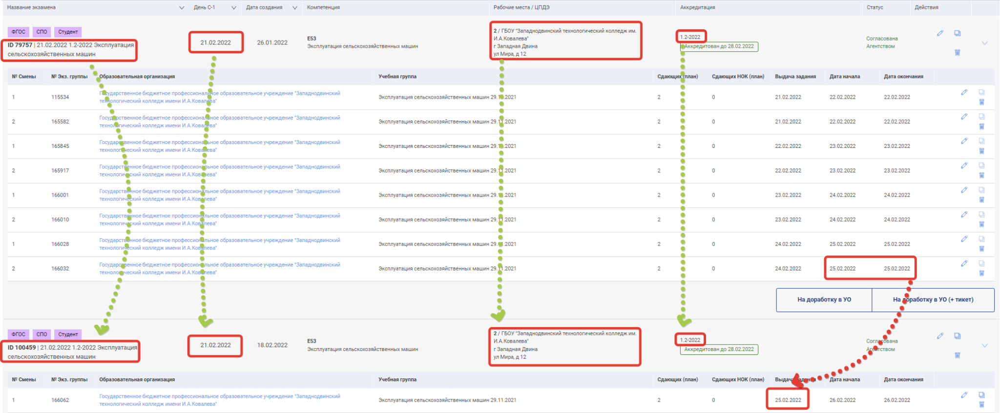 Название экзамена День С-1 Дата создания Компетенция Рабочие места / ЦПДЭ Аккредитация Статус Действия
ФГОС СПО Студент
ID 79757 | 21.02.2022 1.2-2022 Эксплуатация
сельскохозяйственных машин
21.02.2022
26.01.2022
E53
Эксплуатация сельскохозяйственных машин
2 / ГБОУ "Западнодвинский технологический колледж им.
И.А.Ковалева"
г Западная Двина
ул Мира, д 12
1.2-2022
Аккредитован до 28.02.2022
Согласована
Агентством
№ Смены № Экз. группы Образовательная организация Учебная группа Сдающих (план) Сдающих НОК (план) Выдача задания Дата начала Дата окончания
1 115534 Государственное бюджетное профессиональное образовательное учреждение "Западнодвинский
технологический колледж имени И.А.Ковалева"
Эксплуатация сельскохозяйственных машин 29.11.2021 2 0 21.02.2022 22.02.2022 22.02.2022
2 165582 Государственное бюджетное профессиональное образовательное учреждение "Западнодвинский
технологический колледж имени И.А.Ковалева"
Эксплуатация сельскохозяйственных машин 29.11.2021 2 0 21.02.2022 22.02.2022 22.02.2022
1 165845 Государственное бюджетное профессиональное образовательное учреждение "Западнодвинский
технологический колледж имени И.А.Ковалева"
Эксплуатация сельскохозяйственных машин 29.11.2021 2 0 22.02.2022 23.02.2022 23.02.2022
2 165917 Государственное бюджетное профессиональное образовательное учреждение "Западнодвинский
технологический колледж имени И.А.Ковалева"
Эксплуатация сельскохозяйственных машин 29.11.2021 2 0 22.02.2022 23.02.2022 23.02.2022
1 166001 Государственное бюджетное профессиональное образовательное учреждение "Западнодвинский
технологический колледж имени И.А.Ковалева"
Эксплуатация сельскохозяйственных машин 29.11.2021 2 0 23.02.2022 24.02.2022 24.02.2022
2 166010 Государственное бюджетное профессиональное образовательное учреждение "Западнодвинский
технологический колледж имени И.А.Ковалева"
Эксплуатация сельскохозяйственных машин 29.11.2021 2 0 23.02.2022 24.02.2022 24.02.2022
1 166028 Государственное бюджетное профессиональное образовательное учреждение "Западнодвинский
технологический колледж имени И.А.Ковалева"
Эксплуатация сельскохозяйственных машин 29.11.2021 2 0 24.02.2022 25.02.2022 25.02.2022
2 166032 Государственное бюджетное профессиональное образовательное учреждение "Западнодвинский
технологический колледж имени И.А.Ковалева"
Эксплуатация сельскохозяйственных машин 29.11.2021 2 0 24.02.2022 25.02.2022 25.02.2022
На доработку в УО На доработку в УО (+ тикет)
ФГОС СПО Студент
ID 100459 | 21.02.2022 1.2-2022 Эксплуатация
сельскохозяйственных машин
21.02.2022
18.02.2022
E53
Эксплуатация сельскохозяйственных машин
2 / ГБОУ "Западнодвинский технологический колледж им.
И.А.Ковалева"
г Западная Двина
ул Мира, д 12
1.2-2022
Аккредитован до 28.02.2022
Согласована
Агентством
№ Смены № Экз. группы Образовательная организация Учебная группа Сдающих (план) Сдающих НОК (план) Выдача задания Дата начала Дата окончания
1 166062 Государственное бюджетное профессиональное образовательное учреждение "Западнодвинский
технологический колледж имени И.А.Ковалева"
Эксплуатация сельскохозяйственных машин 29.11.2021 2 0 25.02.2022 26.02.2022 26.02.2022